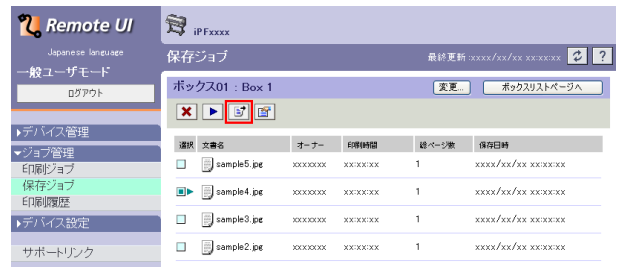 Remote UI
iPFxxxx
Japanese language
保存ジョブ
最終更新 :xxxx/xx/xx xx:xx:xx
?
一般ユーザモード
ログアウト
ボックス01 : Box 1
変更...
ボックスリストページへ
▸デバイス管理
▾ジョブ管理
印刷ジョブ
保存ジョブ
印刷履歴
▸デバイス設定
サポートリンク
選択 文書名 オーナー 印刷時間 総ページ数 保存日時
sample5.jpg xxxxxxx xx:xx:xx 1 xxxx/xx/xx xx:xx:xx
sample4.jpg xxxxxxx xx:xx:xx 1 xxxx/xx/xx xx:xx:xx
sample3.jpg xxxxxxx xx:xx:xx 1 xxxx/xx/xx xx:xx:xx
sample2.jpg xxxxxxx xx:xx:xx 1 xxxx/xx/xx xx:xx:xx